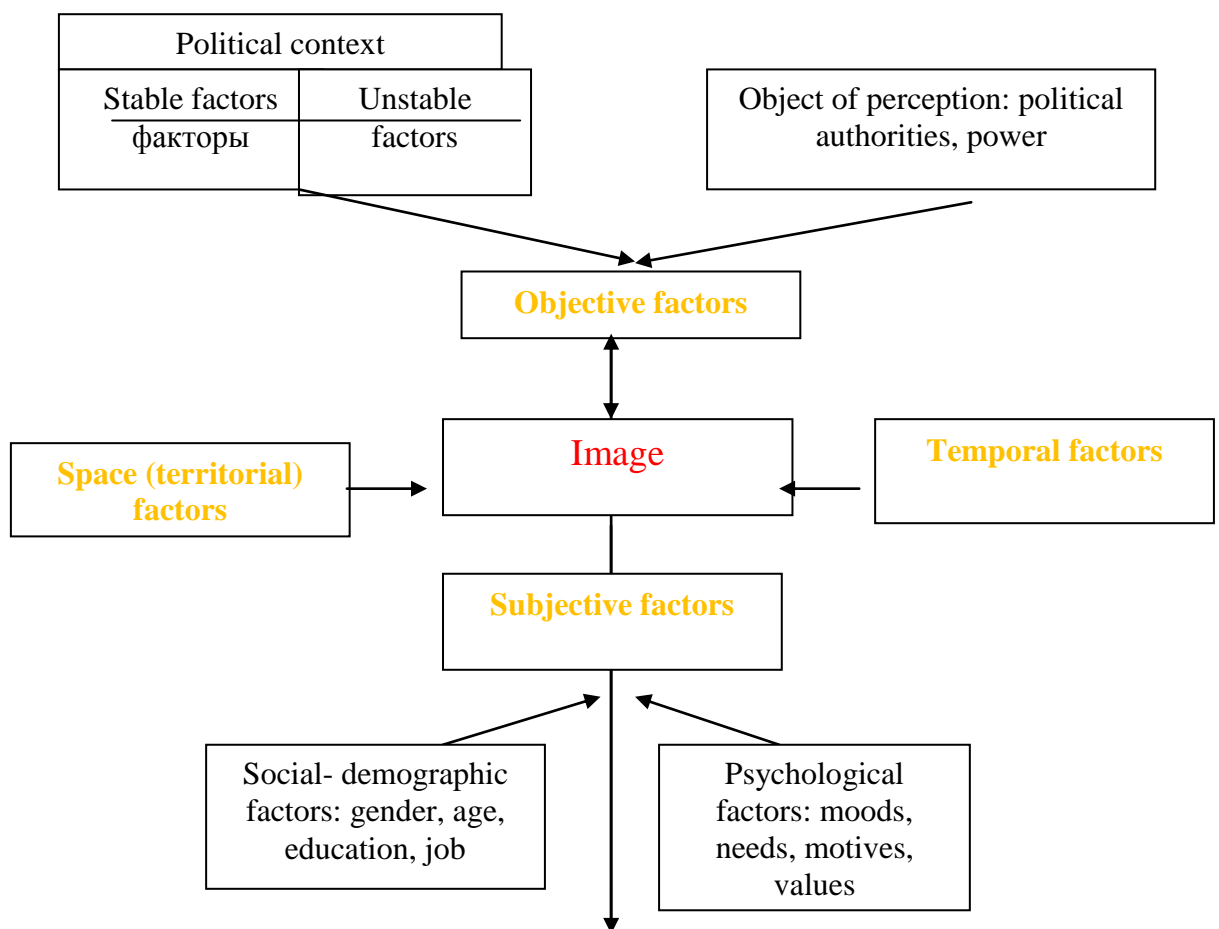 Political context
Stable factors
факторы
Unstable
factors
Object of perception: political
authorities, power
Objective factors
Space (territorial)
factors
Image
Temporal factors
Subjective factors
Social- demographic
factors: gender, age,
education, job
Psychological
factors: moods,
needs, motives,
values